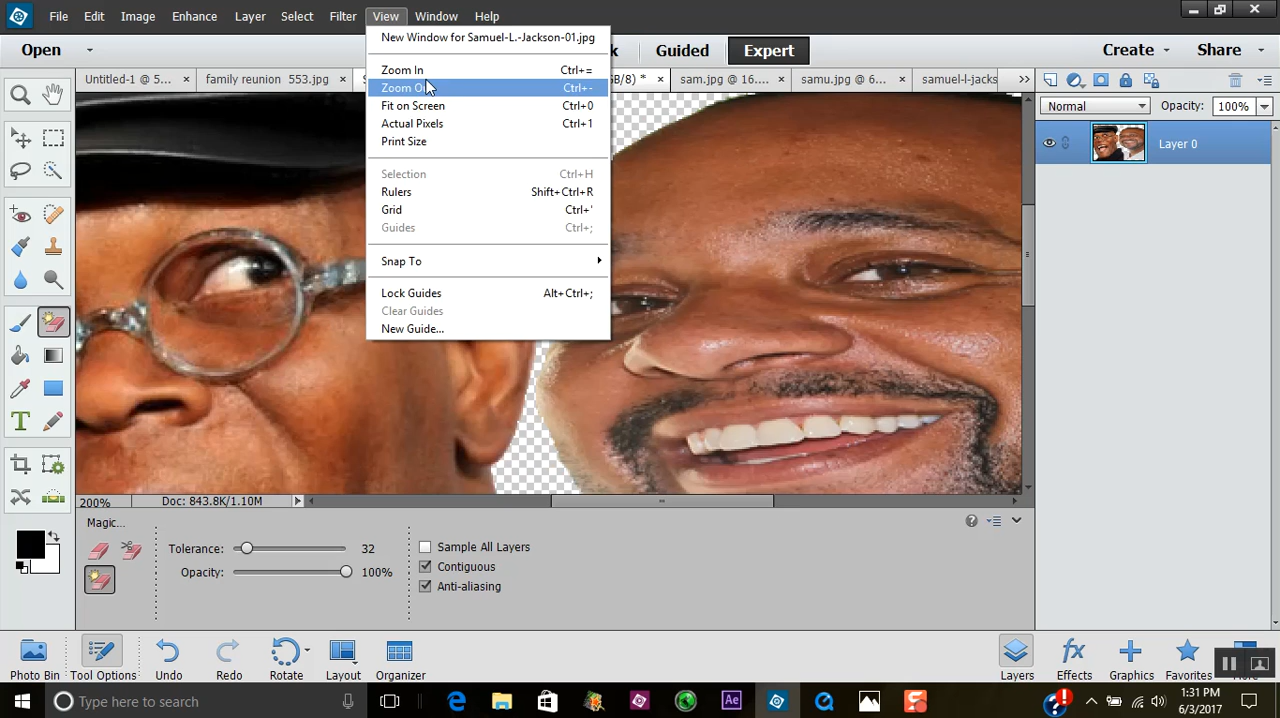 File Edit Image Enhance Layer Select Filter View Window Help
Open Guided Expert Create Share
Untitled-1 @ 5... × family reunion 553.jpg × GB/8) * × sam.jpg @ 16.... × samu.jpg @ 6... × samuel-l-jacks >>
New Window for Samuel-L.-Jackson-01.jpg
Zoom In Ctrl+=
Zoom Ctrl+-
Fit on Screen Ctrl+0
Actual Pixels Ctrl+1
Print Size
Selection Ctrl+H
Rulers Shift+Ctrl+R
Grid Ctrl+'
Guides Ctrl+;
Snap To
Lock Guides Alt+Ctrl+;
Clear Guides
New Guide...
Normal Opacity: 100%
Layer 0
200% Doc: 843.8K/1.10M
Magic...
Tolerance: 32
Opacity: 100%
Sample All Layers
Contiguous
Anti-aliasing
Photo Bin Tool Options Undo Redo Rotate Layout Organizer Layers Effects Graphics Favorites
Type here to search
1:31 PM
6/3/2017